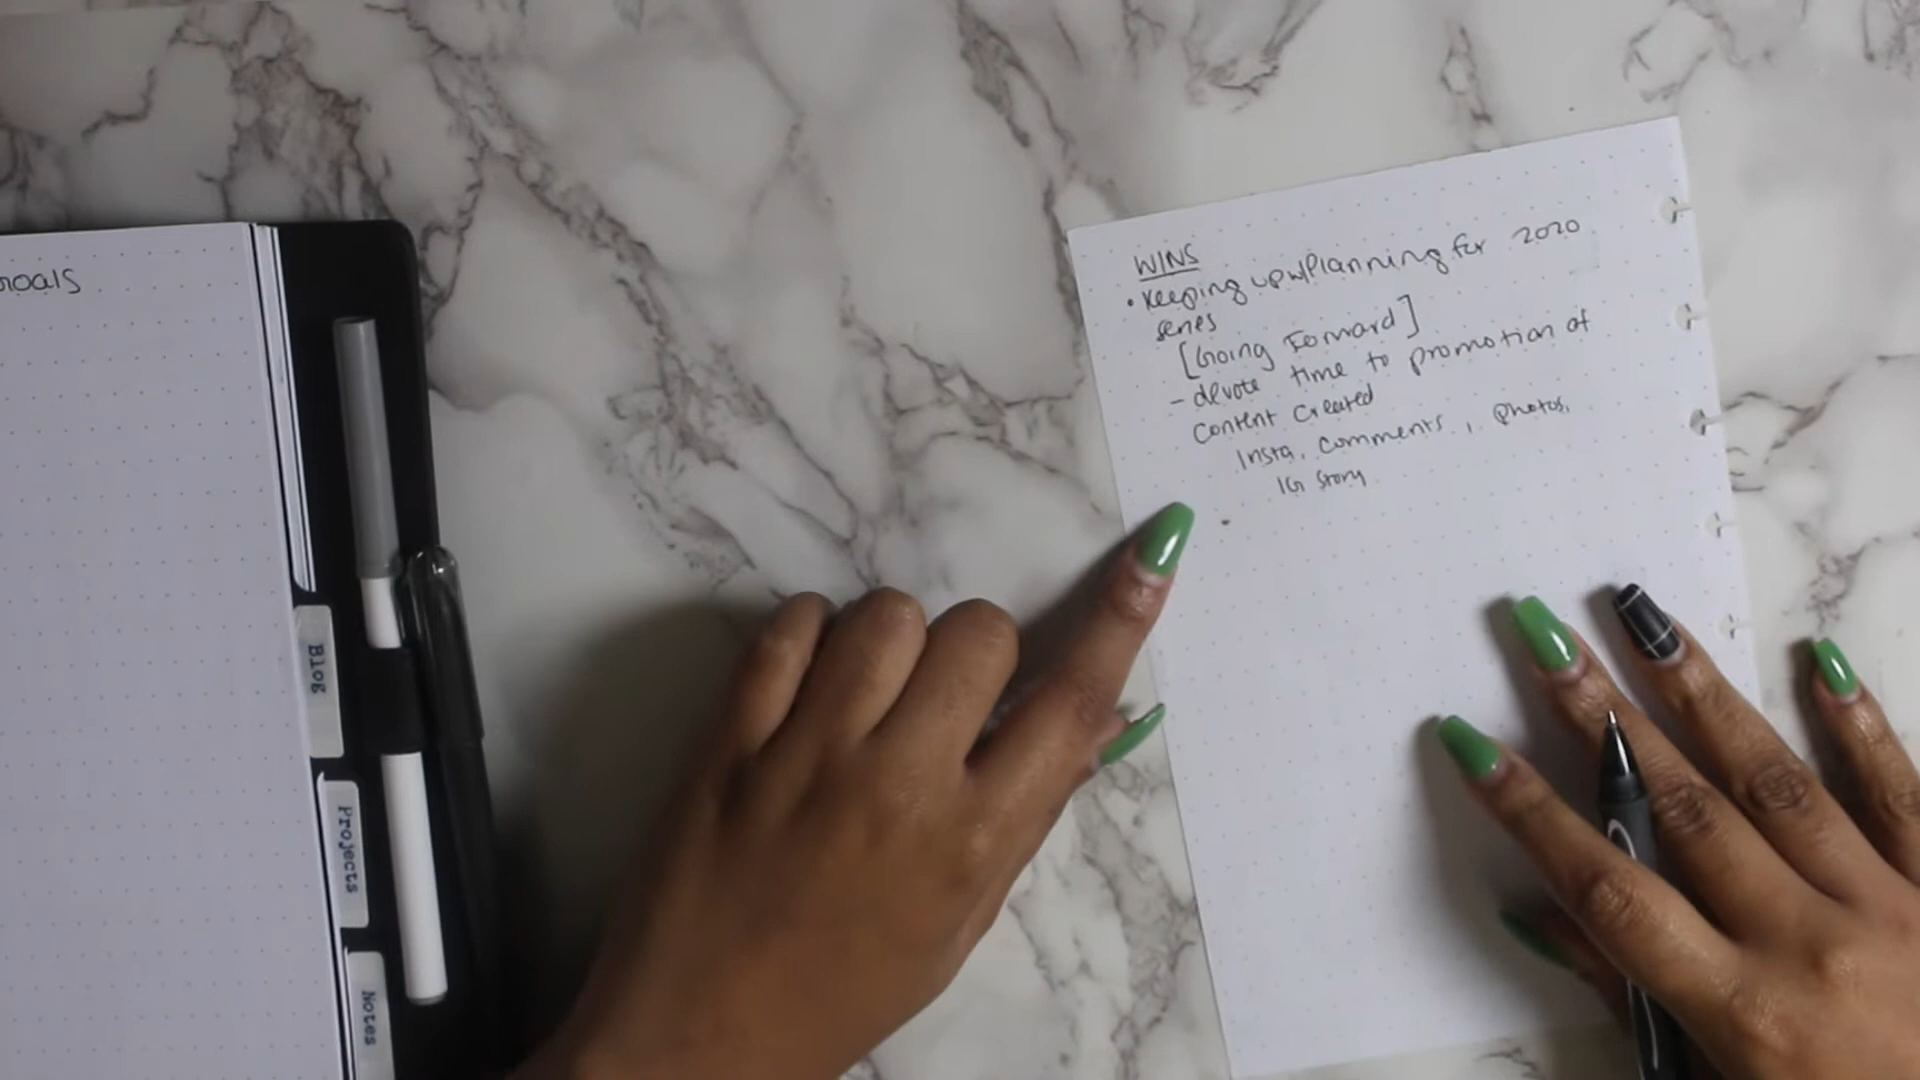 goals
Blog
Projects
Notes
WINS
• Keeping up w/Planning for 2020
series
[Going Forward]
- devote time to promotion of
content created
Insta, comments, photos,
IG Story